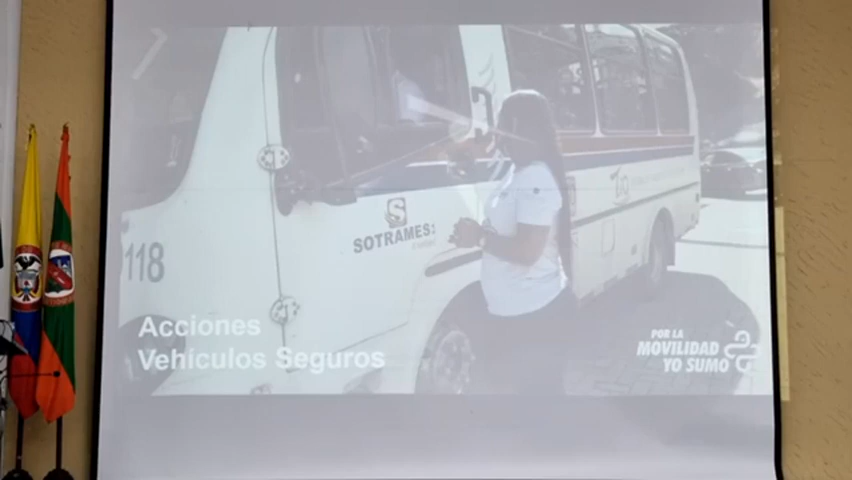 118
SOTRAMES
Acciones
Vehículos Seguros
POR LA
MOVILIDAD
YO SUMO